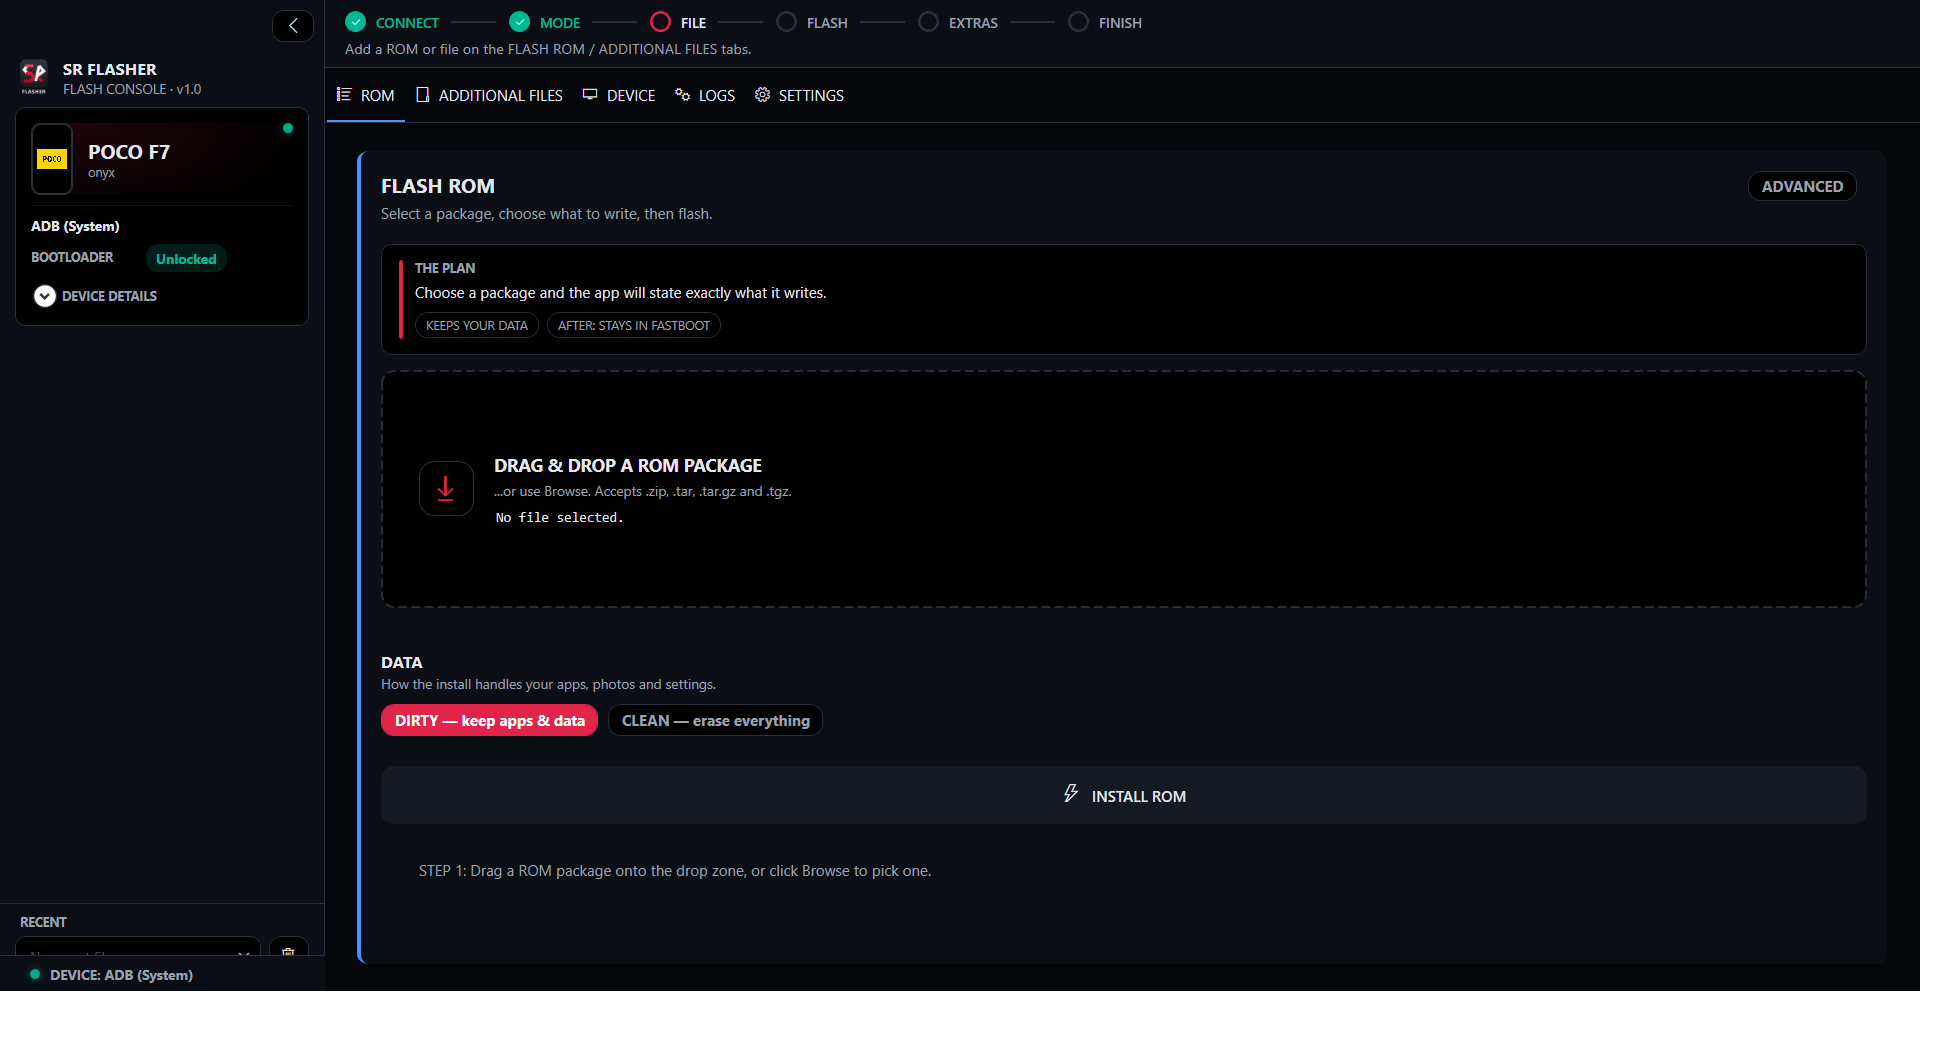 CONNECT MODE FILE FLASH EXTRAS FINISH
Add a ROM or file on the FLASH ROM / ADDITIONAL FILES tabs.
SR
FLASHER
SR FLASHER
FLASH CONSOLE · v1.0
ROM ADDITIONAL FILES DEVICE LOGS SETTINGS
POCO
POCO F7
onyx
ADB (System)
BOOTLOADER Unlocked
DEVICE DETAILS
FLASH ROM
ADVANCED
Select a package, choose what to write, then flash.
THE PLAN
Choose a package and the app will state exactly what it writes.
KEEPS YOUR DATA AFTER: STAYS IN FASTBOOT
DRAG & DROP A ROM PACKAGE
...or use Browse. Accepts .zip, .tar, .tar.gz and .tgz.
No file selected.
DATA
How the install handles your apps, photos and settings.
DIRTY — keep apps & data CLEAN — erase everything
INSTALL ROM
STEP 1: Drag a ROM package onto the drop zone, or click Browse to pick one.
RECENT
DEVICE: ADB (System)